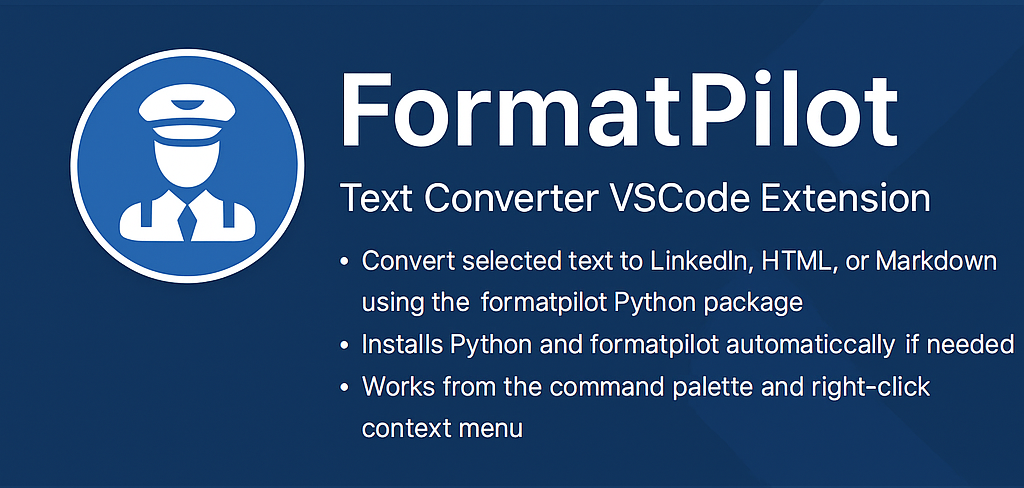 FormatPilot
Text Converter VSCode Extension
• Convert selected text to LinkedIn, HTML, or Markdown
using the formatpilot Python package
• Installs Python and formatpilot automaticcally if needed
• Works from the command palette and right-click
context menu